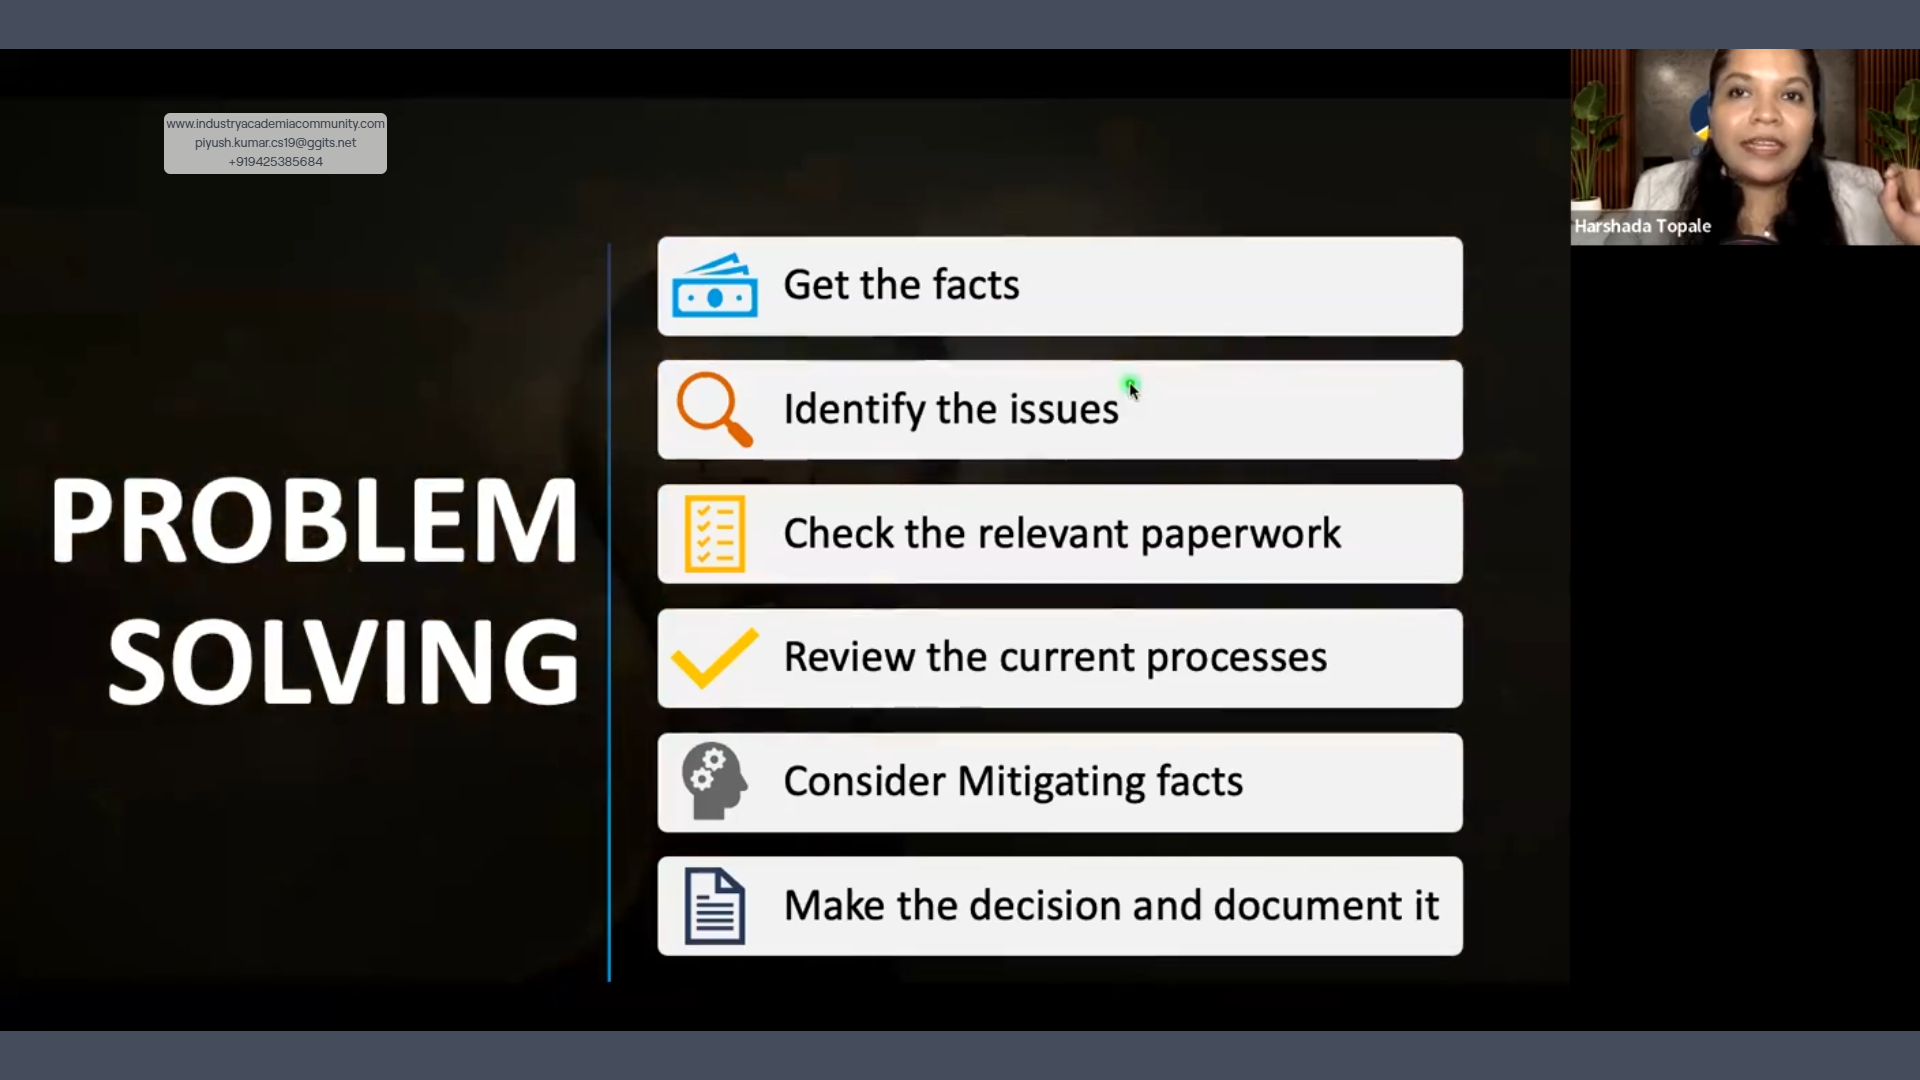 www.industryacademiacommunity.com
piyush.kumar.cs19@ggits.net
+919425385684
Harshada Topale
PROBLEM
SOLVING
Get the facts
Identify the issues
Check the relevant paperwork
Review the current processes
Consider Mitigating facts
Make the decision and document it